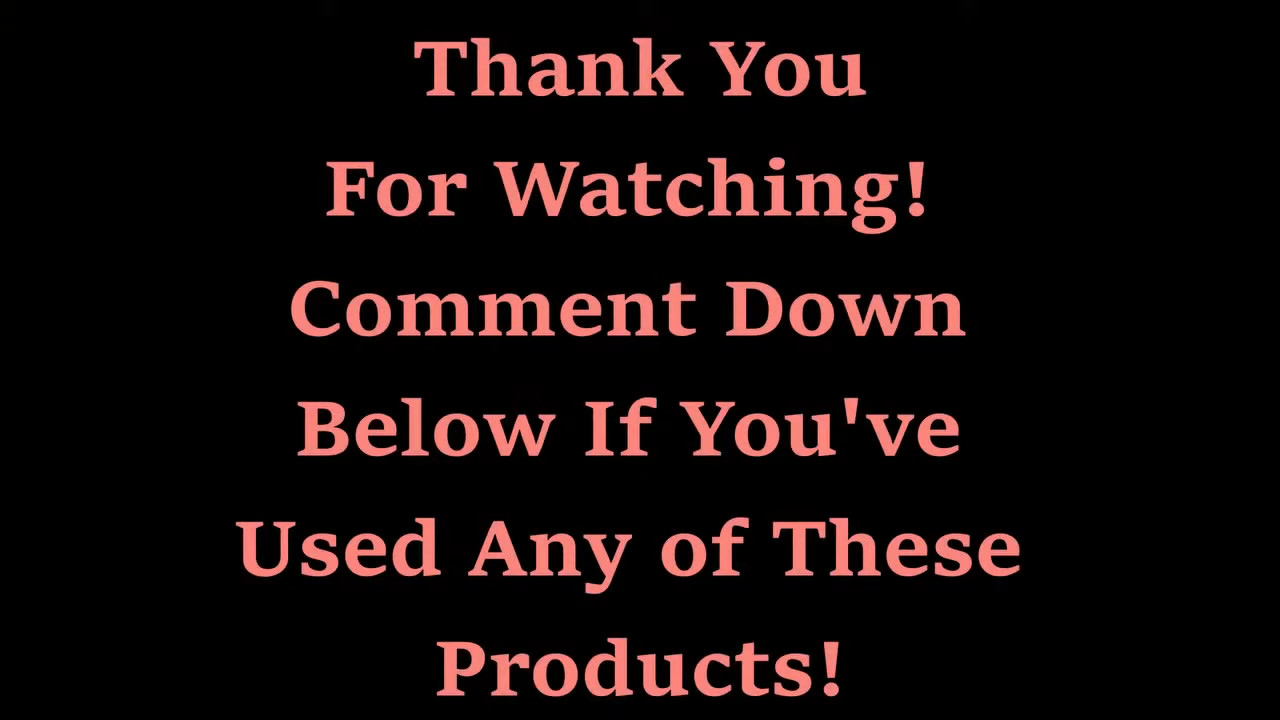 Thank You
For Watching!
Comment Down
Below If You've
Used Any of These
Products!